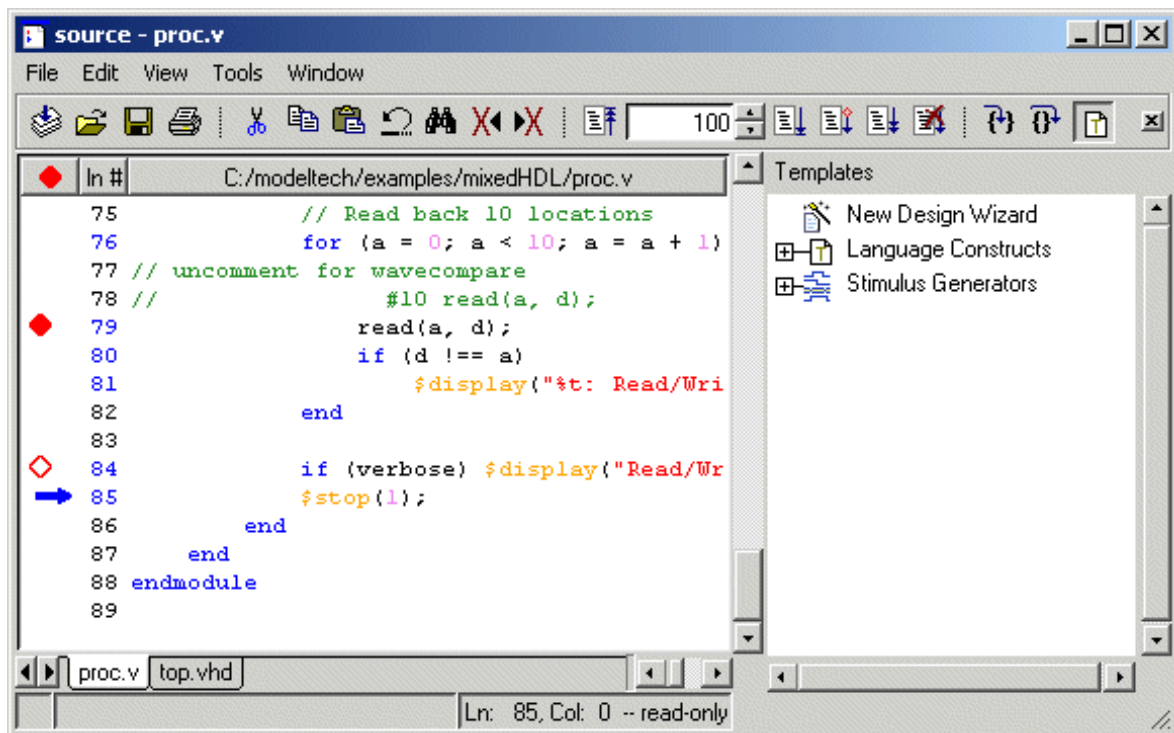 source - proc.v
File Edit View Tools Window
100
ln # C:/modeltech/examples/mixedHDL/proc.v
75 // Read back 10 locations
76 for (a = 0; a < 10; a = a + 1)
77 // uncomment for wavecompare
78 // #10 read(a, d);
79 read(a, d);
80 if (d !== a)
81 $display("%t: Read/Wri
82 end
83
84 if (verbose) $display("Read/Wr
85 $stop(1);
86 end
87 end
88 endmodule
89
proc.v top.vhd
Ln: 85, Col: 0 -- read-only
Templates
New Design Wizard
Language Constructs
Stimulus Generators